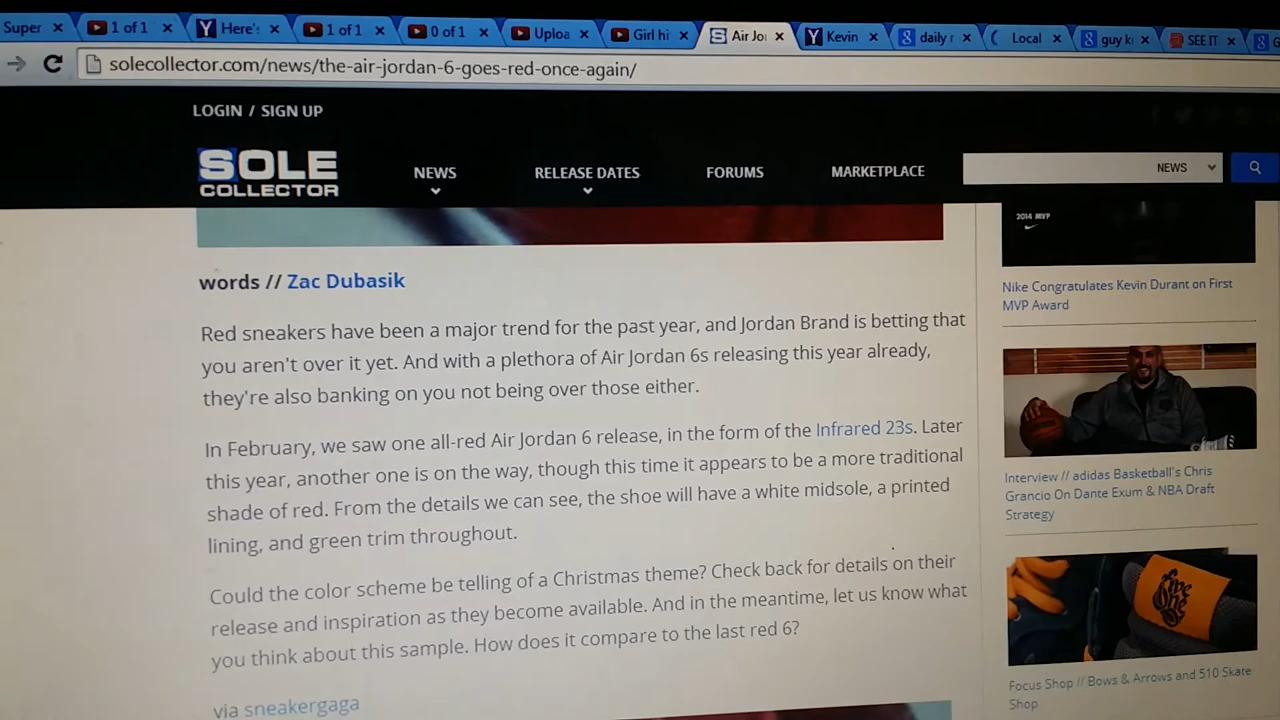 Super
1 of 1
Here's
1 of 1
0 of 1
Uploa
Girl hi
Air Jo
Kevin
daily
Local
guy k
SEE IT
solecollector.com/news/the-air-jordan-6-goes-red-once-again/
LOGIN / SIGN UP
SOLE
COLLECTOR
NEWS
RELEASE DATES
FORUMS
MARKETPLACE
NEWS
2014 MVP
words // Zac Dubasik
Red sneakers have been a major trend for the past year, and Jordan Brand is betting that
you aren't over it yet. And with a plethora of Air Jordan 6s releasing this year already,
they're also banking on you not being over those either.
In February, we saw one all-red Air Jordan 6 release, in the form of the Infrared 23s. Later
this year, another one is on the way, though this time it appears to be a more traditional
shade of red. From the details we can see, the shoe will have a white midsole, a printed
lining, and green trim throughout.
Could the color scheme be telling of a Christmas theme? Check back for details on their
release and inspiration as they become available. And in the meantime, let us know what
you think about this sample. How does it compare to the last red 6?
via sneakergaga
Nike Congratulates Kevin Durant on First
MVP Award
Interview // adidas Basketball's Chris
Grancio On Dante Exum & NBA Draft
Strategy
five
One
Focus Shop // Bows & Arrows and 510 Skate
Shop